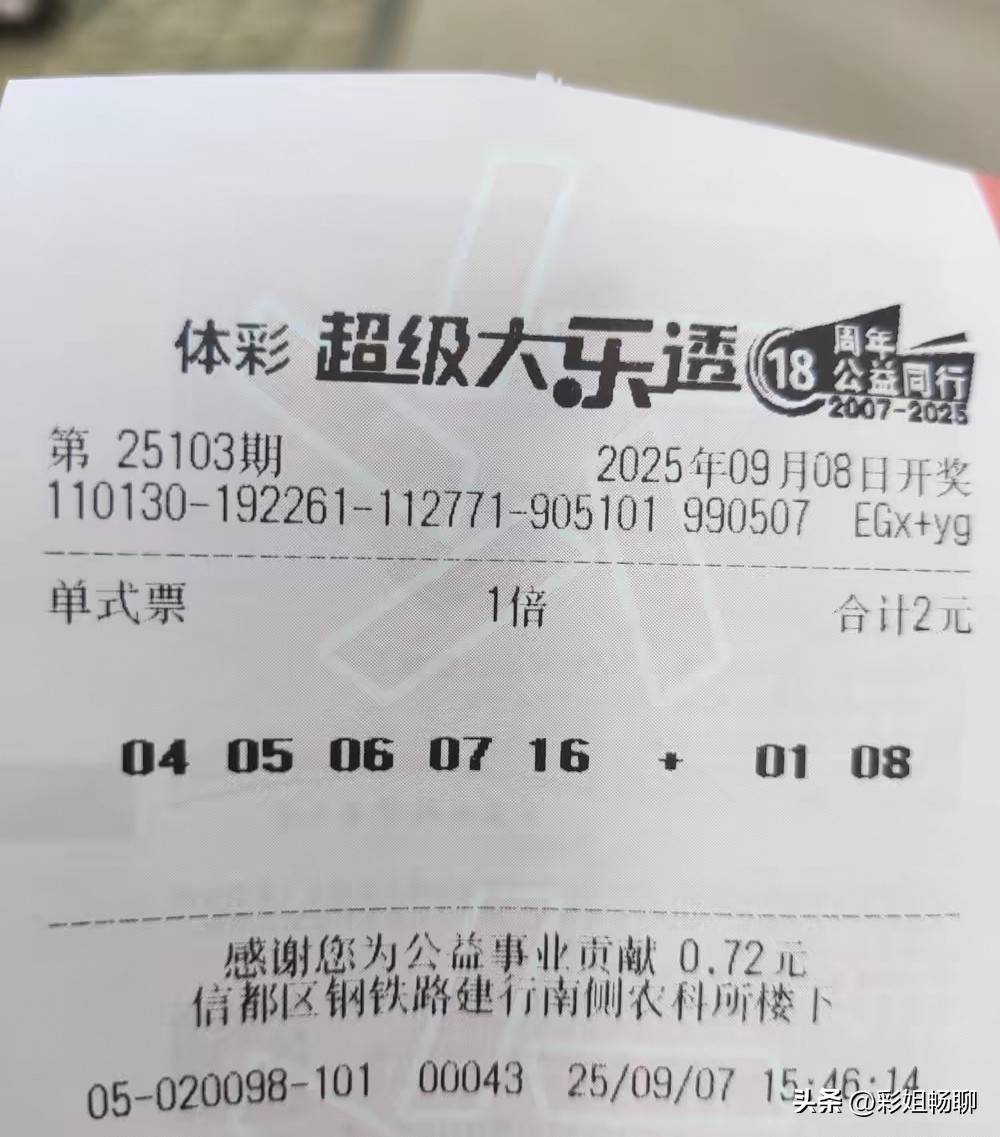 体彩 超级大乐透 18 周年
公益同行
2007-2025
第 25103期 2025年09月08日开奖
110130-192261-112771-905101 990507 EGx+yg
单式票 1倍 合计2元
04 05 06 07 16 + 01 08
感谢您为公益事业贡献 0.72元
信都区钢铁路建行南侧农科所楼下
05-020098-101 00043 25/09/07 15:46:14
头条 @彩姐畅聊